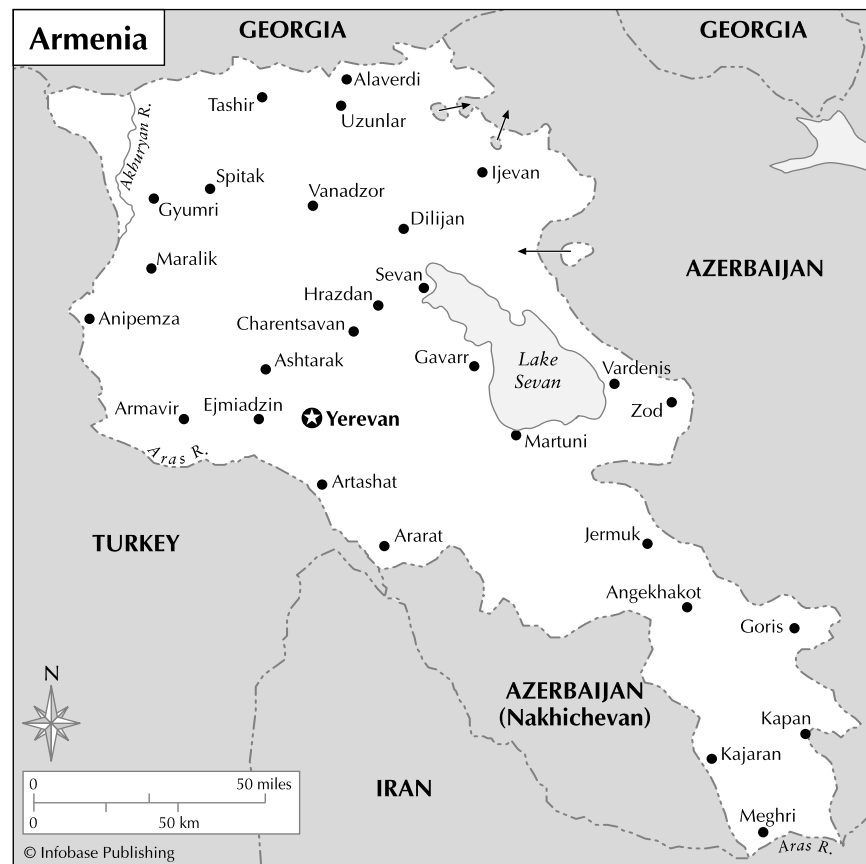 Armenia
GEORGIA
GEORGIA
Alaverdi
Tashir
Uzunlar
Akhuryan R.
Ijevan
Spitak
Vanadzor
Gyumri
Dilijan
Maralik
AZERBAIJAN
Sevan
Hrazdan
Anipemza
Charentsavan
Gavarr
Lake
Sevan
Ashtarak
Vardenis
Armavir
Ejmiadzin
Zod
Yerevan
Martuni
Aras R.
Artashat
Jermuk
Ararat
TURKEY
Angekhakot
Goris
N
AZERBAIJAN
(Nakhichevan)
Kapan
Kajaran
0 50 miles
IRAN
0 50 km
Meghri
Aras R.
© Infobase Publishing